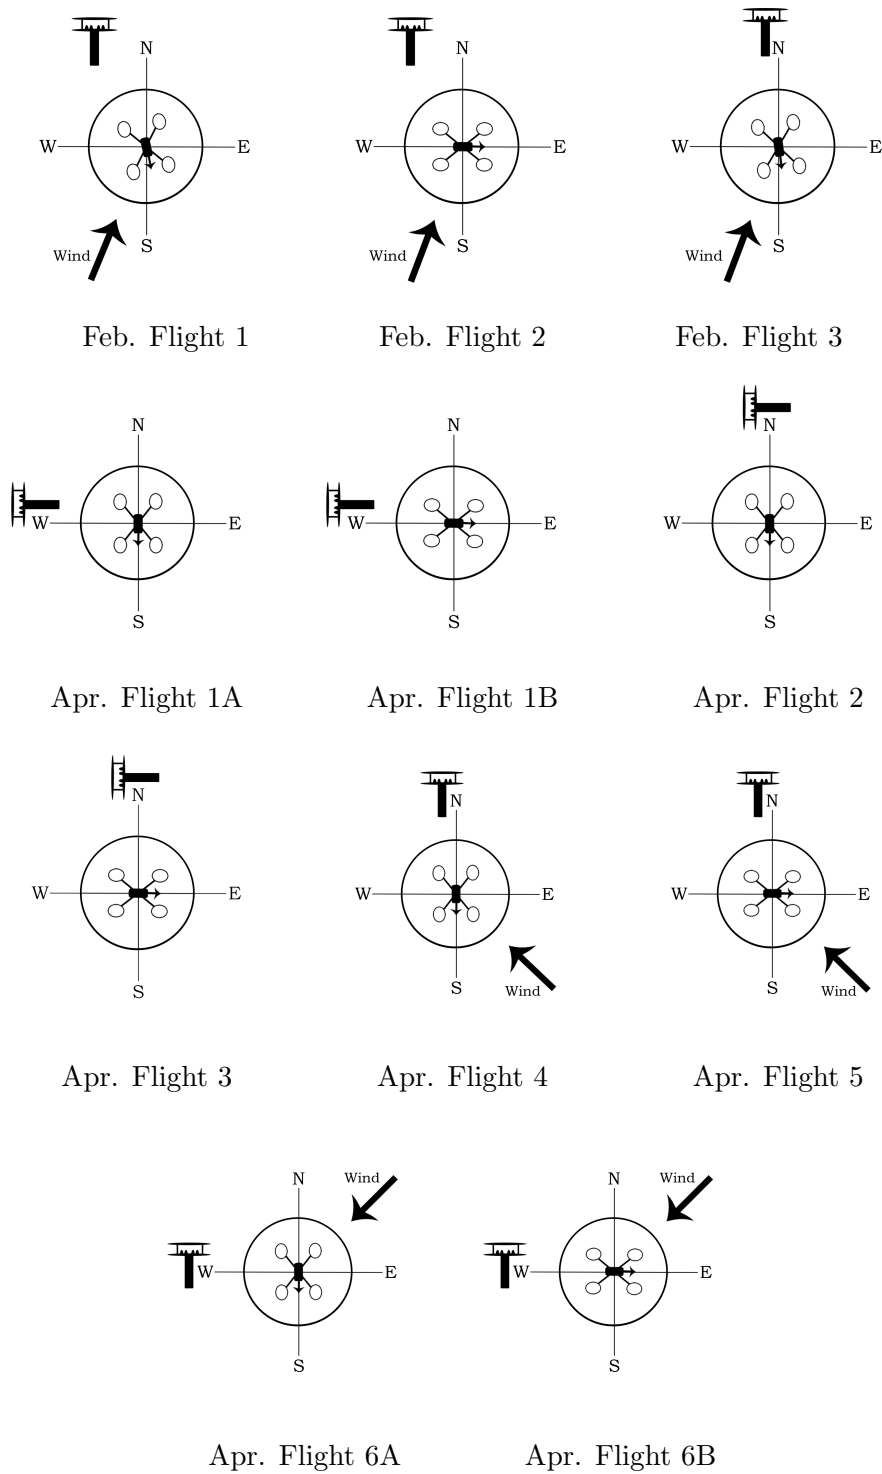 N N N
W E W E W E
S S S
Wind Wind Wind
Feb. Flight 1 Feb. Flight 2 Feb. Flight 3
N N N
W E W E W E
S S S
Apr. Flight 1A Apr. Flight 1B Apr. Flight 2
N N N
W E W E W E
S S S
Wind Wind
Apr. Flight 3 Apr. Flight 4 Apr. Flight 5
N Wind N Wind
W E W E
S S
Apr. Flight 6A Apr. Flight 6B